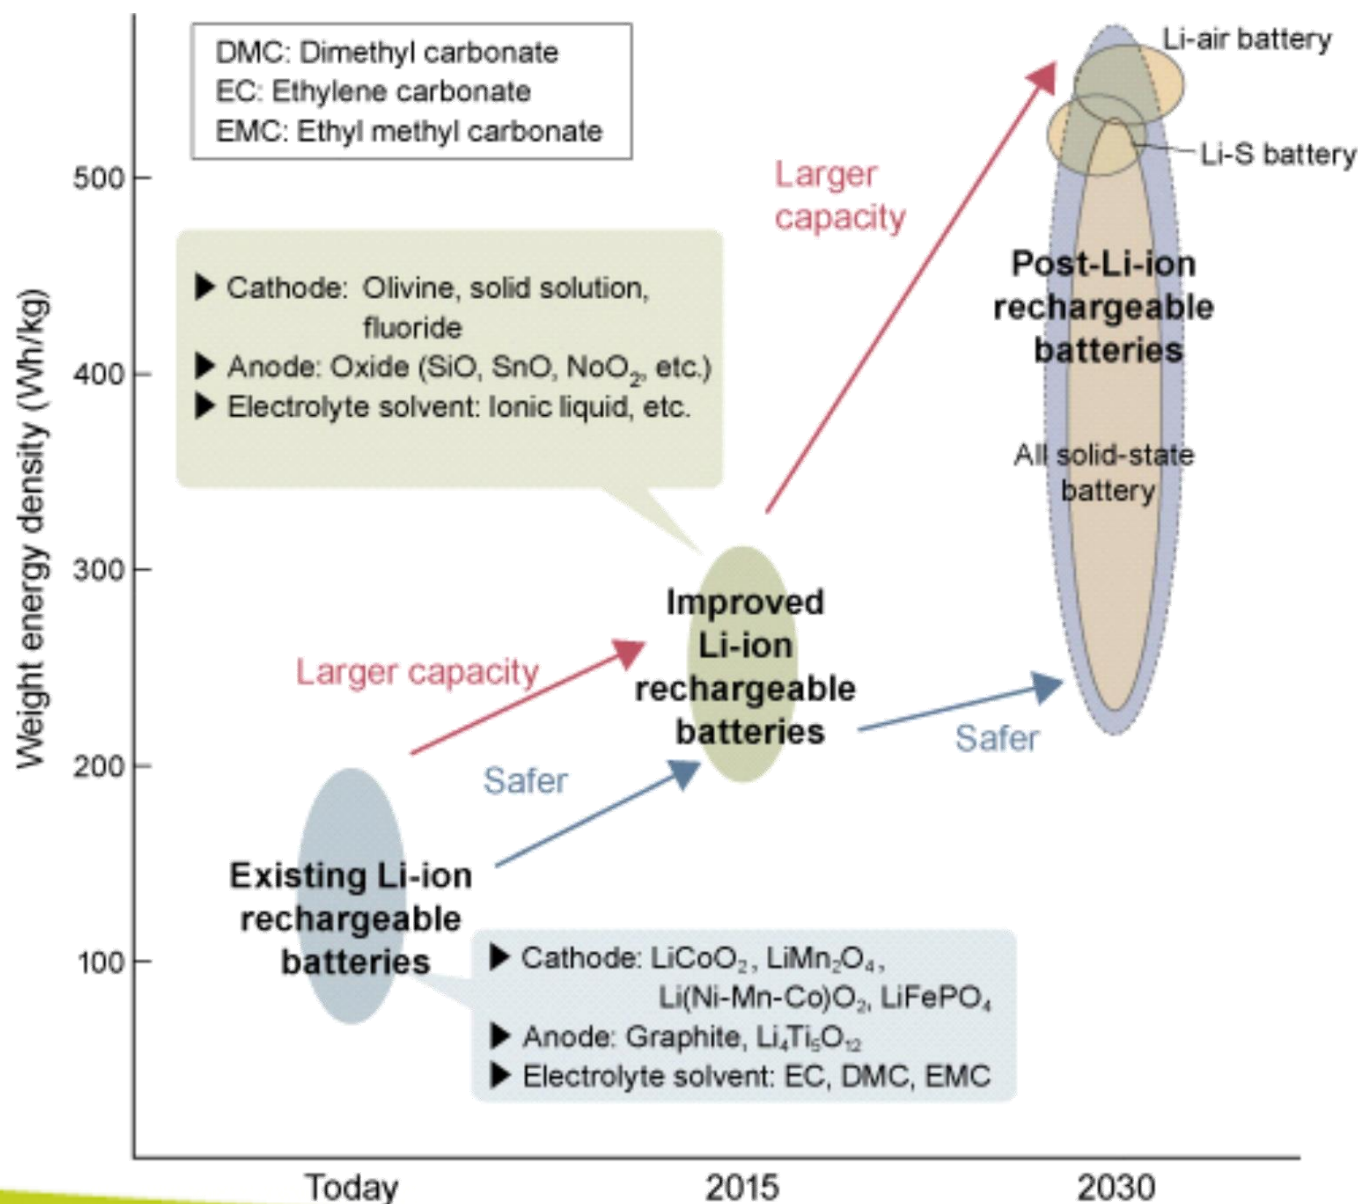 DMC: Dimethyl carbonate
EC: Ethylene carbonate
EMC: Ethyl methyl carbonate
Li-air battery
Li-S battery
Larger
capacity
Post-Li-ion
rechargeable
batteries
All solid-state
battery
▶ Cathode: Olivine, solid solution,
fluoride
▶ Anode: Oxide (SiO, SnO, NoO₂, etc.)
▶ Electrolyte solvent: Ionic liquid, etc.
Improved
Li-ion
rechargeable
batteries
Larger capacity
Safer
Safer
Existing Li-ion
rechargeable
batteries
▶ Cathode: LiCoO₂, LiMn₂O₄,
Li(Ni-Mn-Co)O₂, LiFePO₄
▶ Anode: Graphite, Li₄Ti₅O₁₂
▶ Electrolyte solvent: EC, DMC, EMC
Weight energy density (Wh/kg)
500
400
300
200
100
Today
2015
2030